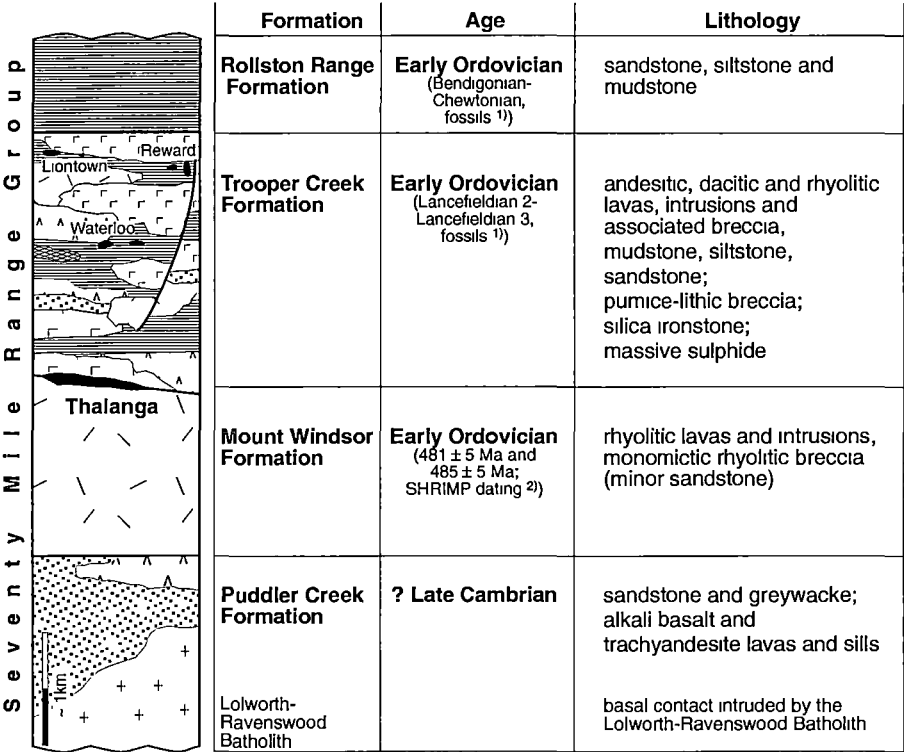 Formation
Age
Lithology
Seventy Mile Range Group
Rollston Range
Formation
Early Ordovician
(Bendigonian-
Chewtonian,
fossils 1))
sandstone, siltstone and
mudstone
Reward
Liontown
Waterloo
Trooper Creek
Formation
Early Ordovician
(Lancefieldian 2-
Lancefieldian 3,
fossils 1))
andesitic, dacitic and rhyolitic
lavas, intrusions and
associated breccia,
mudstone, siltstone,
sandstone;
pumice-lithic breccia;
silica ironstone;
massive sulphide
Thalanga
Mount Windsor
Formation
Early Ordovician
(481 ± 5 Ma and
485 ± 5 Ma;
SHRIMP dating 2))
rhyolitic lavas and intrusions,
monomictic rhyolitic breccia
(minor sandstone)
Puddler Creek
Formation
? Late Cambrian
sandstone and greywacke;
alkali basalt and
trachyandesite lavas and sills
~ 1km
Lolworth-
Ravenswood
Batholith
basal contact intruded by the
Lolworth-Ravenswood Batholith